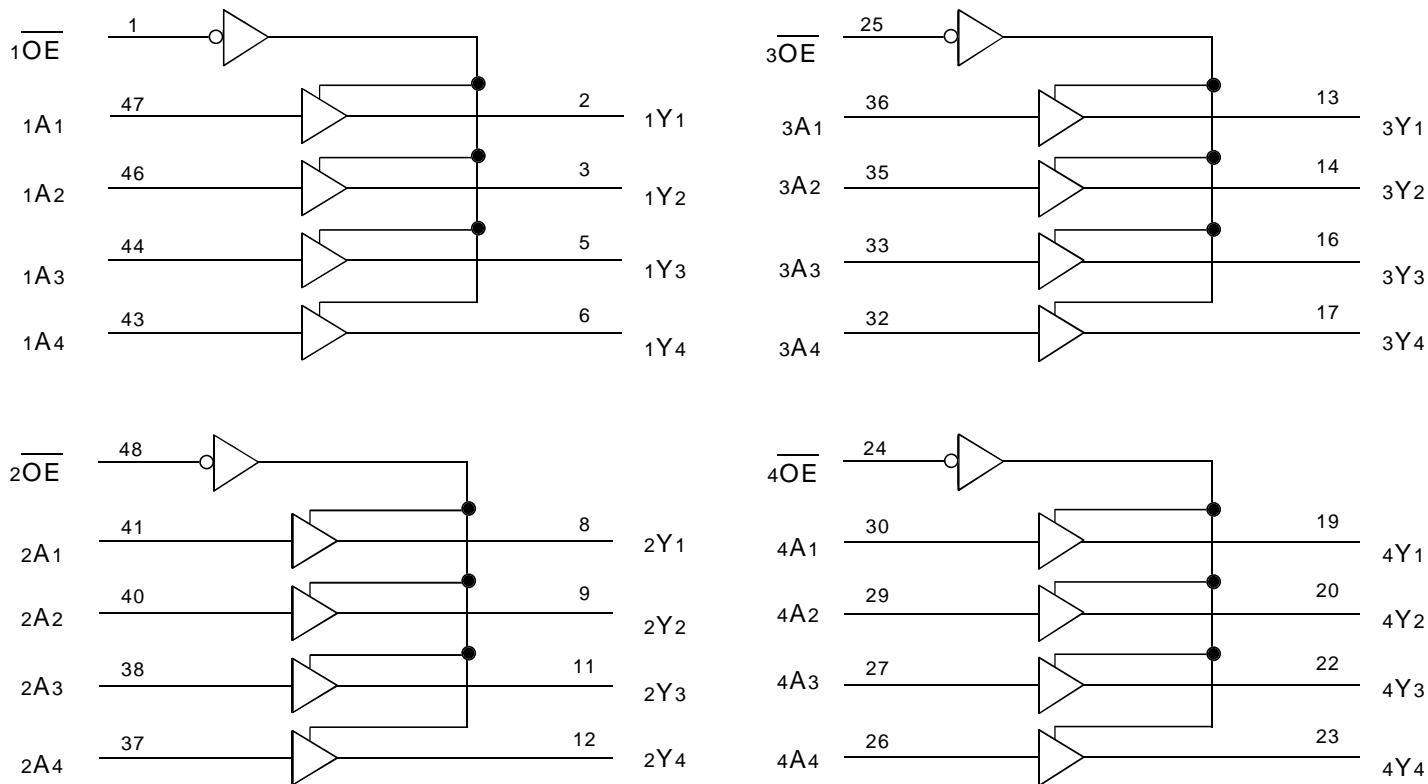 1OE 1
1A1 47 2 1Y1
1A2 46 3 1Y2
1A3 44 5 1Y3
1A4 43 6 1Y4
3OE 25
3A1 36 13 3Y1
3A2 35 14 3Y2
3A3 33 16 3Y3
3A4 32 17 3Y4
2OE 48
2A1 41 8 2Y1
2A2 40 9 2Y2
2A3 38 11 2Y3
2A4 37 12 2Y4
4OE 24
4A1 30 19 4Y1
4A2 29 20 4Y2
4A3 27 22 4Y3
4A4 26 23 4Y4